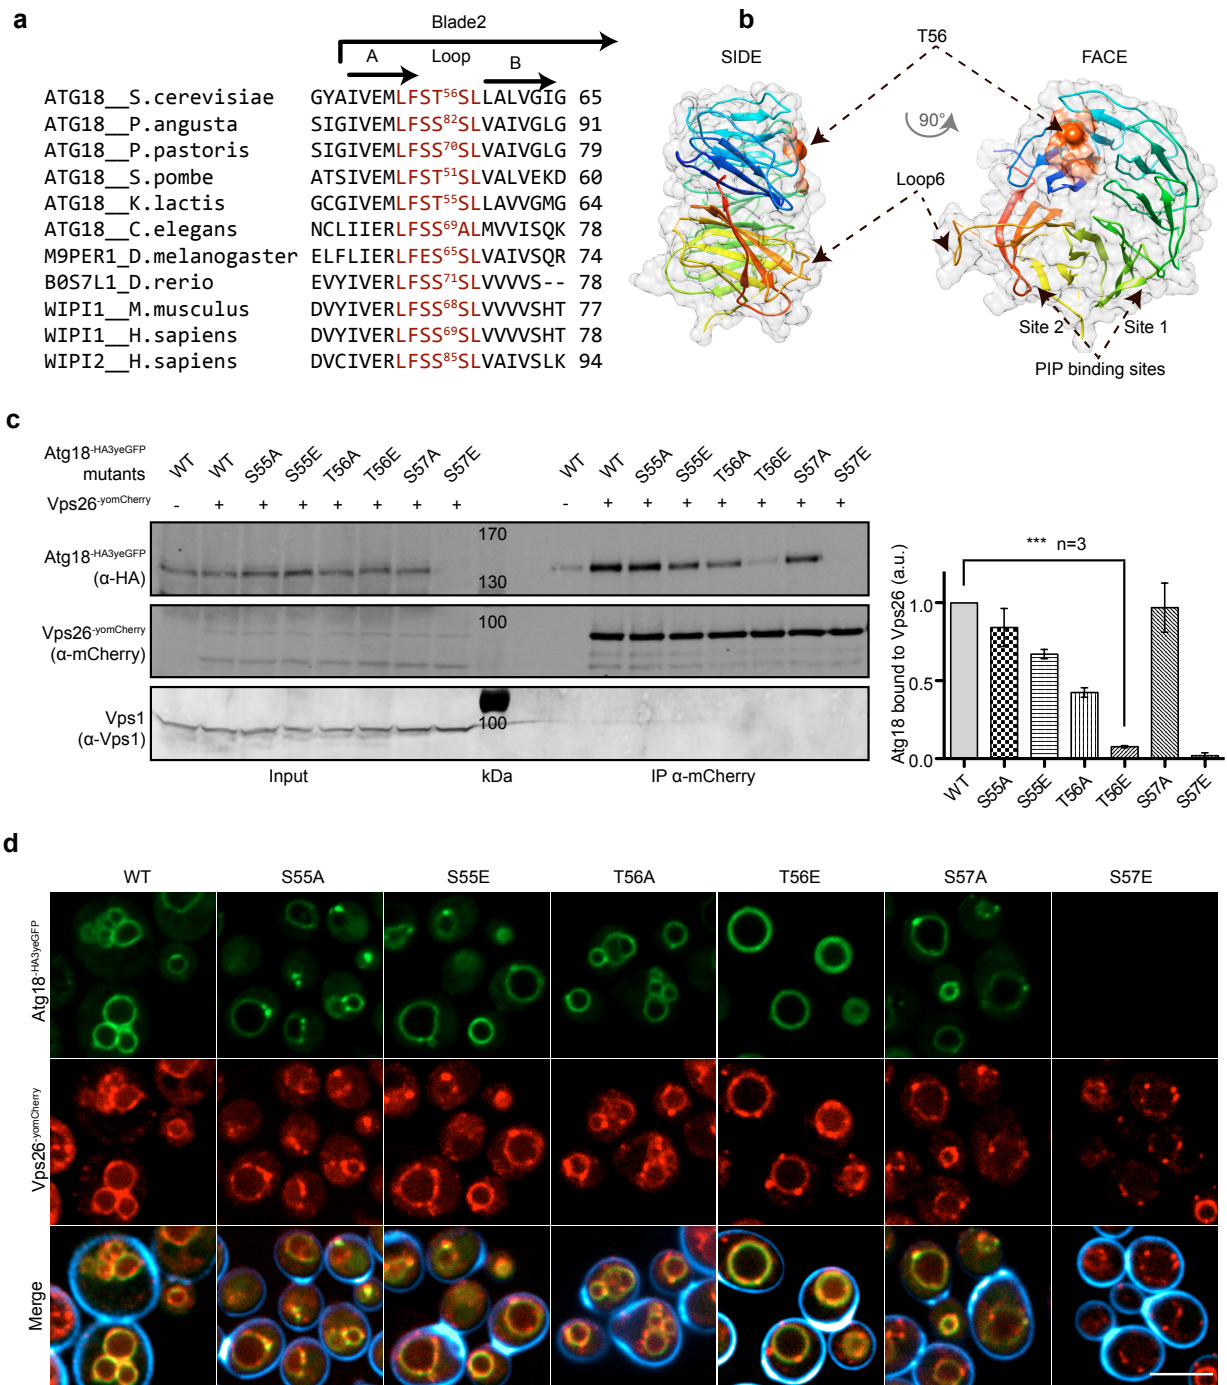 a
Blade2
A Loop B
ATG18__S.cerevisiae GYAIVEMLFST56SLLALVGIG 65
ATG18__P.angusta SIGIVEMLFSS82SLVAIVGLG 91
ATG18__P.pastoris SIGIVEMLFSS70SLVAIVGLG 79
ATG18__S.pombe ATSIVEMLFST51SLVALVEKD 60
ATG18__K.lactis GCGIVEMLFST55SLLAVVGMG 64
ATG18__C.elegans NCLIIERLFSS69ALMVVISQK 78
M9PER1_D.melanogaster ELFLIERLFES65SLVAIVSQR 74
B0S7L1_D.rerio EVYIVERLFSS71SLVVVVS-- 78
WIPI1__M.musculus DVYIVERLFSS68SLVVVVSHT 77
WIPI1__H.sapiens DVYIVERLFSS69SLVVVVSHT 78
WIPI2__H.sapiens DVCIVERLFSS85SLVAIVSLK 94
b
T56
SIDE FACE
90°
Loop6
Site 2 Site 1
PIP binding sites
c
Atg18-HA3yeGFP
mutants
WT WT S55A S55E T56A T56E S57A S57E WT WT S55A S55E T56A T56E S57A S57E
Vps26-yomCherry - + + + + + + + - + + + + + + +
Atg18-HA3yeGFP
(α-HA)
170
130
Vps26-yomCherry
(α-mCherry)
100
Vps1
(α-Vps1)
100
Input kDa IP α-mCherry
Atg18 bound to Vps26 (a.u.)
*** n=3
1.0
0.5
0.0
WT S55A S55E T56A T56E S57A S57E
d
WT S55A S55E T56A T56E S57A S57E
Atg18-HA3yeGFP
Vps26-yomCherry
Merge